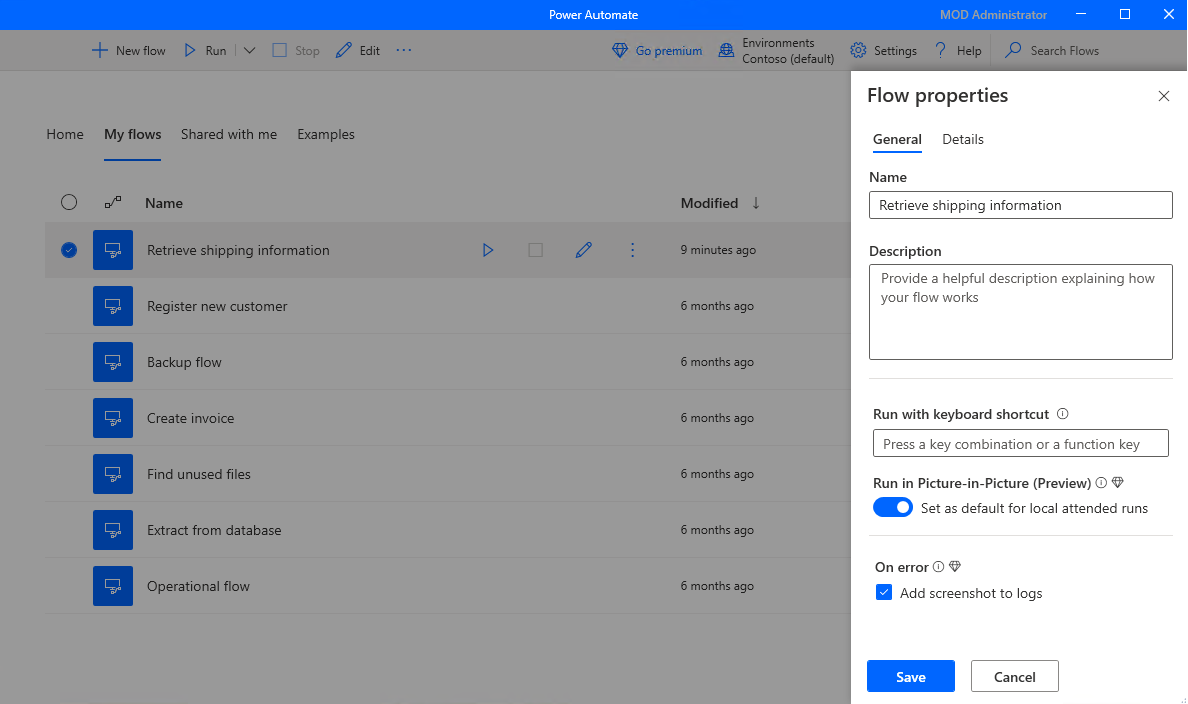 Power Automate
MOD Administrator
New flow
Run
Stop
Edit
Go premium
Environments
Contoso (default)
Settings
Help
Search Flows
Home
My flows
Shared with me
Examples
Name
Modified
Retrieve shipping information
9 minutes ago
Register new customer
6 months ago
Backup flow
6 months ago
Create invoice
6 months ago
Find unused files
6 months ago
Extract from database
6 months ago
Operational flow
6 months ago
Flow properties
General
Details
Name
Retrieve shipping information
Description
Provide a helpful description explaining how
your flow works
Run with keyboard shortcut
Press a key combination or a function key
Run in Picture-in-Picture (Preview)
Set as default for local attended runs
On error
Add screenshot to logs
Save
Cancel